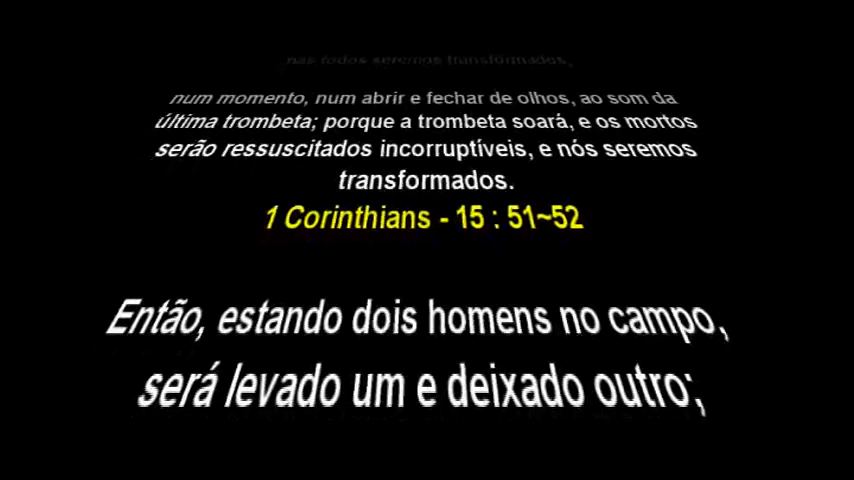 mas todos seremos transformados,
num momento, num abrir e fechar de olhos, ao som da
última trombeta; porque a trombeta soará, e os mortos
serão ressuscitados incorruptíveis, e nós seremos
transformados.
1 Corinthians - 15 : 51~52
Então, estando dois homens no campo,
será levado um e deixado outro;